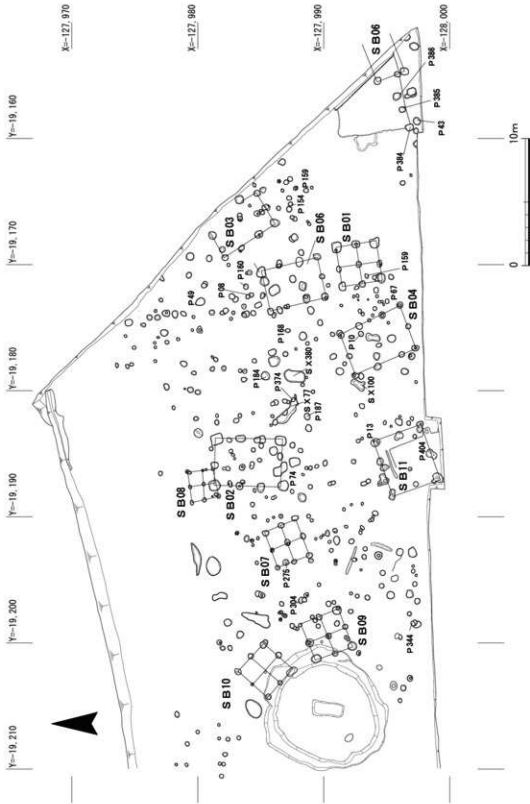 X=-127,970
X=-127,980
X=-127,990
X=-128,000
Y=-19,160
Y=-19,170
Y=-19,180
Y=-19,190
Y=-19,200
Y=-19,210
SB06
P386
P385
P43
P384
10m
0
SB03
P159
P154
SB06
SB01
P159
P67
SB04
P180
P08
P49
P168
P10
SX380
SX100
P184
P374
SX77
P187
P13
P404
SB11
SB08
SB02
P74
SB07
P275
P304
SB09
P344
SB10